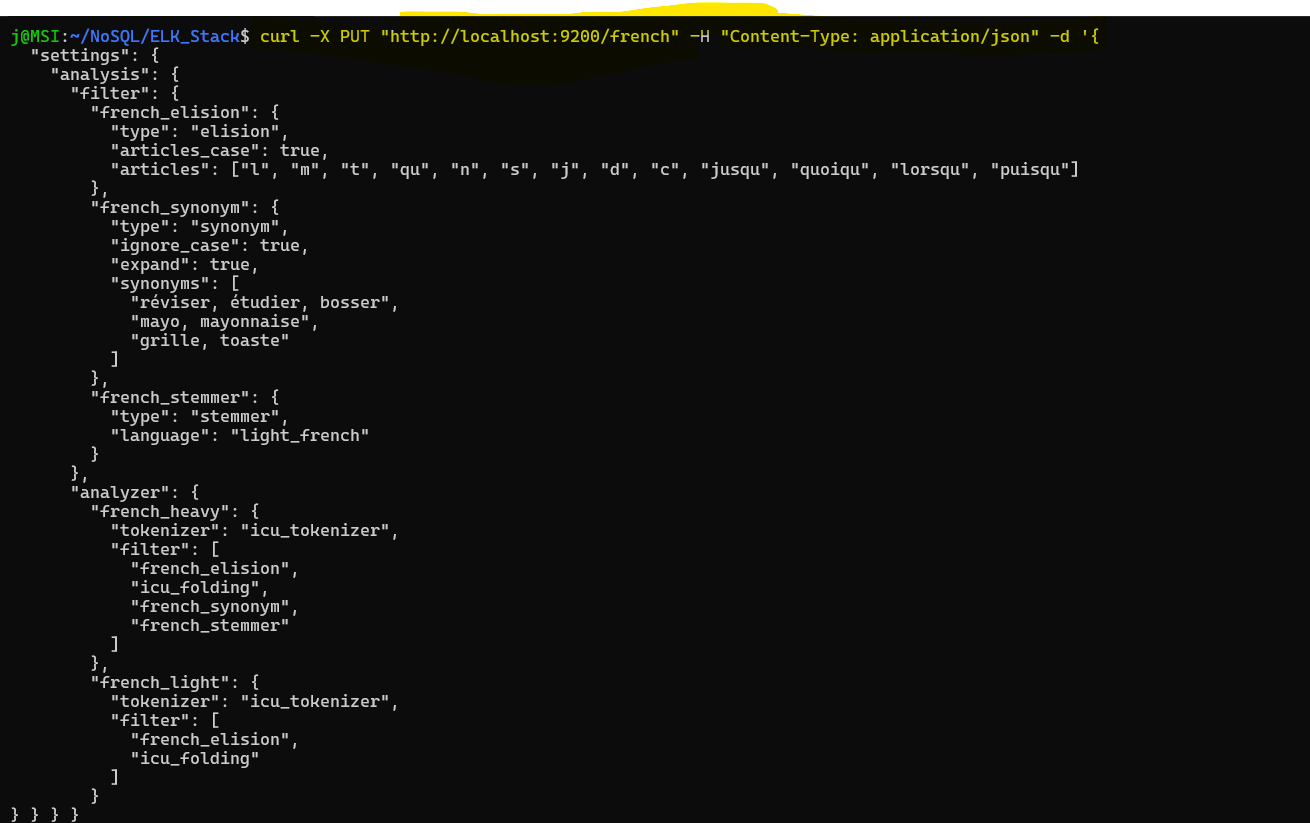 j@MSI:~/NoSQL/ELK_Stack$ curl -X PUT "http://localhost:9200/french" -H "Content-Type: application/json" -d '{
  "settings": {
    "analysis": {
      "filter": {
        "french_elision": {
          "type": "elision",
          "articles_case": true,
          "articles": ["l", "m", "t", "qu", "n", "s", "j", "d", "c", "jusqu", "quoiqu", "lorsqu", "puisqu"]
        },
        "french_synonym": {
          "type": "synonym",
          "ignore_case": true,
          "expand": true,
          "synonyms": [
            "réviser, étudier, bosser",
            "mayo, mayonnaise",
            "grille, toaste"
          ]
        },
        "french_stemmer": {
          "type": "stemmer",
          "language": "light_french"
        }
      },
      "analyzer": {
        "french_heavy": {
          "tokenizer": "icu_tokenizer",
          "filter": [
            "french_elision",
            "icu_folding",
            "french_synonym",
            "french_stemmer"
          ]
        },
        "french_light": {
          "tokenizer": "icu_tokenizer",
          "filter": [
            "french_elision",
            "icu_folding"
          ]
        }
} } } }